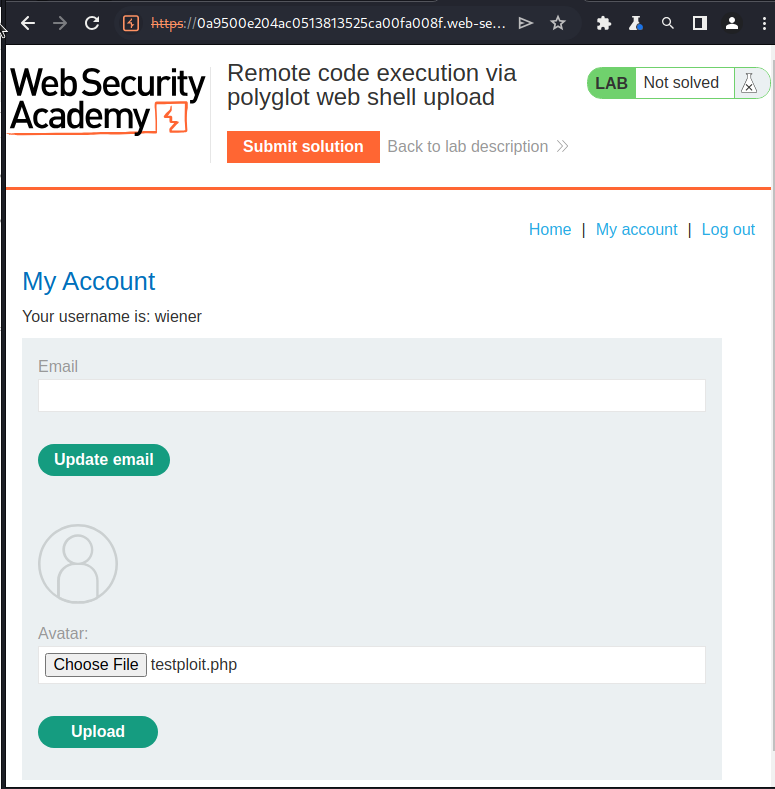 https://0a9500e204ac0513813525ca00fa008f.web-se...
Web Security
Academy
Remote code execution via
polyglot web shell upload
LAB Not solved
Submit solution Back to lab description
Home | My account | Log out
My Account
Your username is: wiener
Email
Update email
Avatar:
Choose File testploit.php
Upload